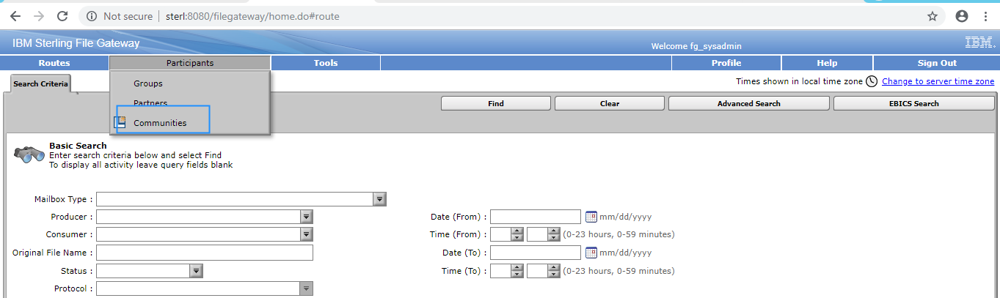 Not secure | sterl:8080/filegateway/home.do#route
IBM Sterling File Gateway
Welcome fg_sysadmin
IBM.
Routes Participants Tools Profile Help Sign Out
Groups
Partners
Communities
Search Criteria
Times shown in local time zone Change to server time zone
Find Clear Advanced Search EBICS Search
Basic Search
Enter search criteria below and select Find
To display all activity leave query fields blank
Mailbox Type :
Producer : Date (From) : mm/dd/yyyy
Consumer : Time (From) : (0-23 hours, 0-59 minutes)
Original File Name : Date (To) : mm/dd/yyyy
Status : Time (To) : (0-23 hours, 0-59 minutes)
Protocol :